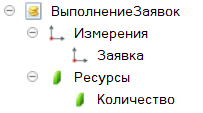 ВыполнениеЗаявок
Измерения
Заявка
Ресурсы
Количество